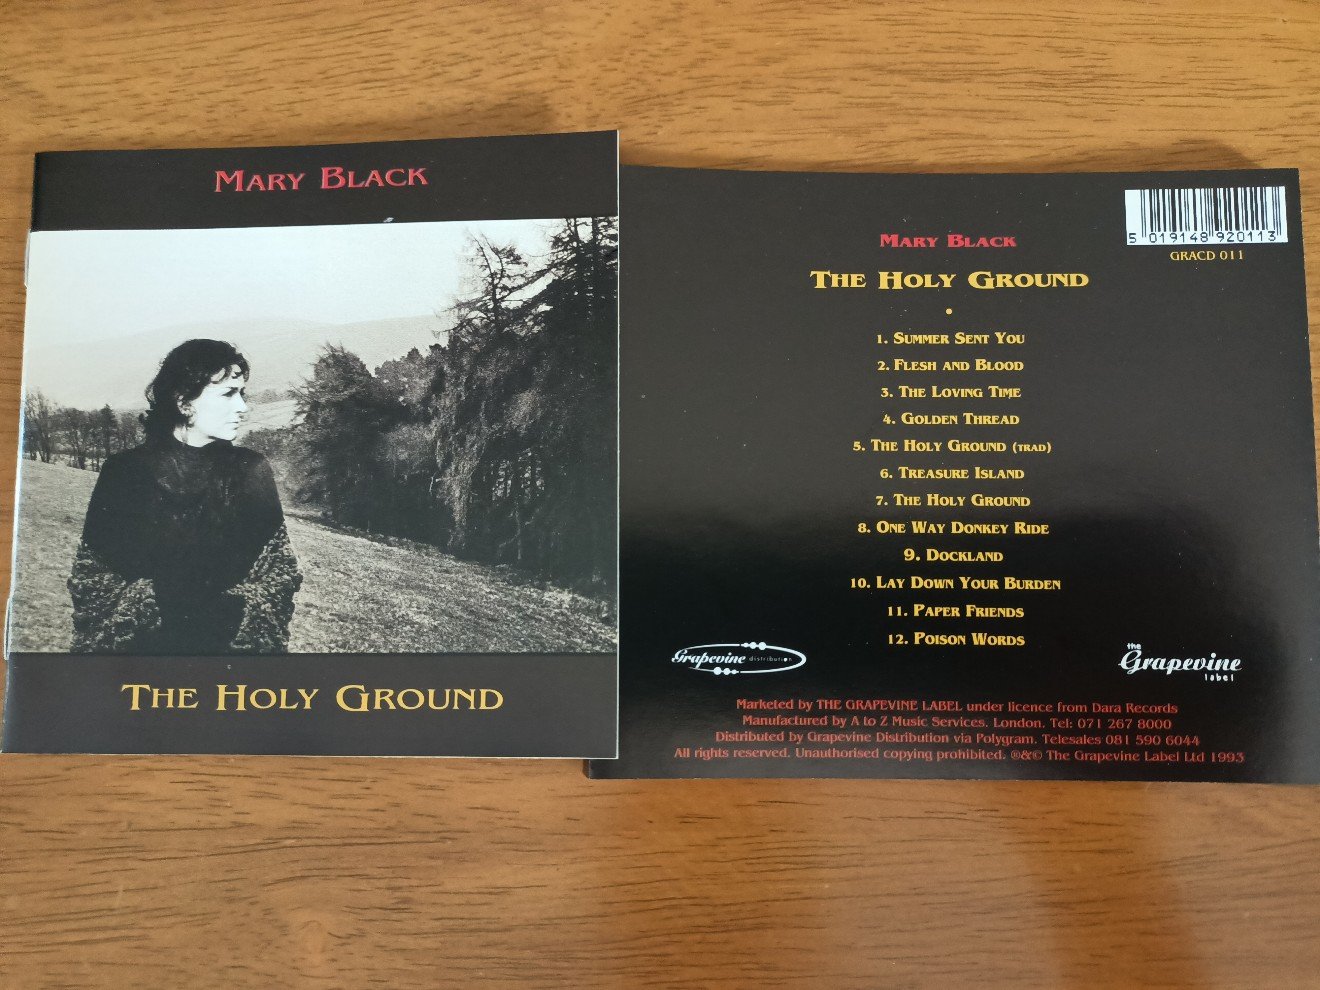 MARY BLACK
THE HOLY GROUND
5 019148 920113
GRACD 011
MARY BLACK
THE HOLY GROUND
1. SUMMER SENT YOU
2. FLESH AND BLOOD
3. THE LOVING TIME
4. GOLDEN THREAD
5. THE HOLY GROUND (TRAD)
6. TREASURE ISLAND
7. THE HOLY GROUND
8. ONE WAY DONKEY RIDE
9. DOCKLAND
10. LAY DOWN YOUR BURDEN
11. PAPER FRIENDS
12. POISON WORDS
Grapevine distribution
the
Grapevine
label
Marketed by THE GRAPEVINE LABEL under licence from Dara Records
Manufactured by A to Z Music Services. London. Tel: 071 267 8000
Distributed by Grapevine Distribution via Polygram. Telesales 081 590 6044
All rights reserved. Unauthorised copying prohibited. ℗&© The Grapevine Label Ltd 1993